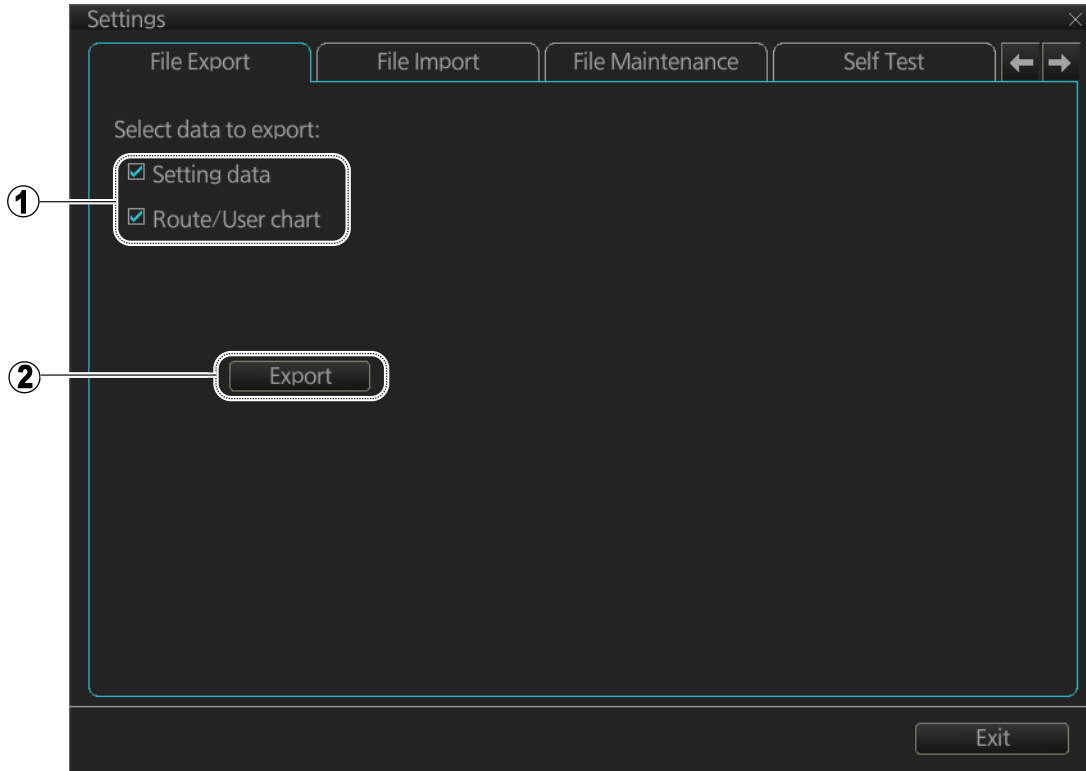 Settings
File Export File Import File Maintenance Self Test
Select data to export:
Setting data
1
Route/User chart
2
Export
Exit